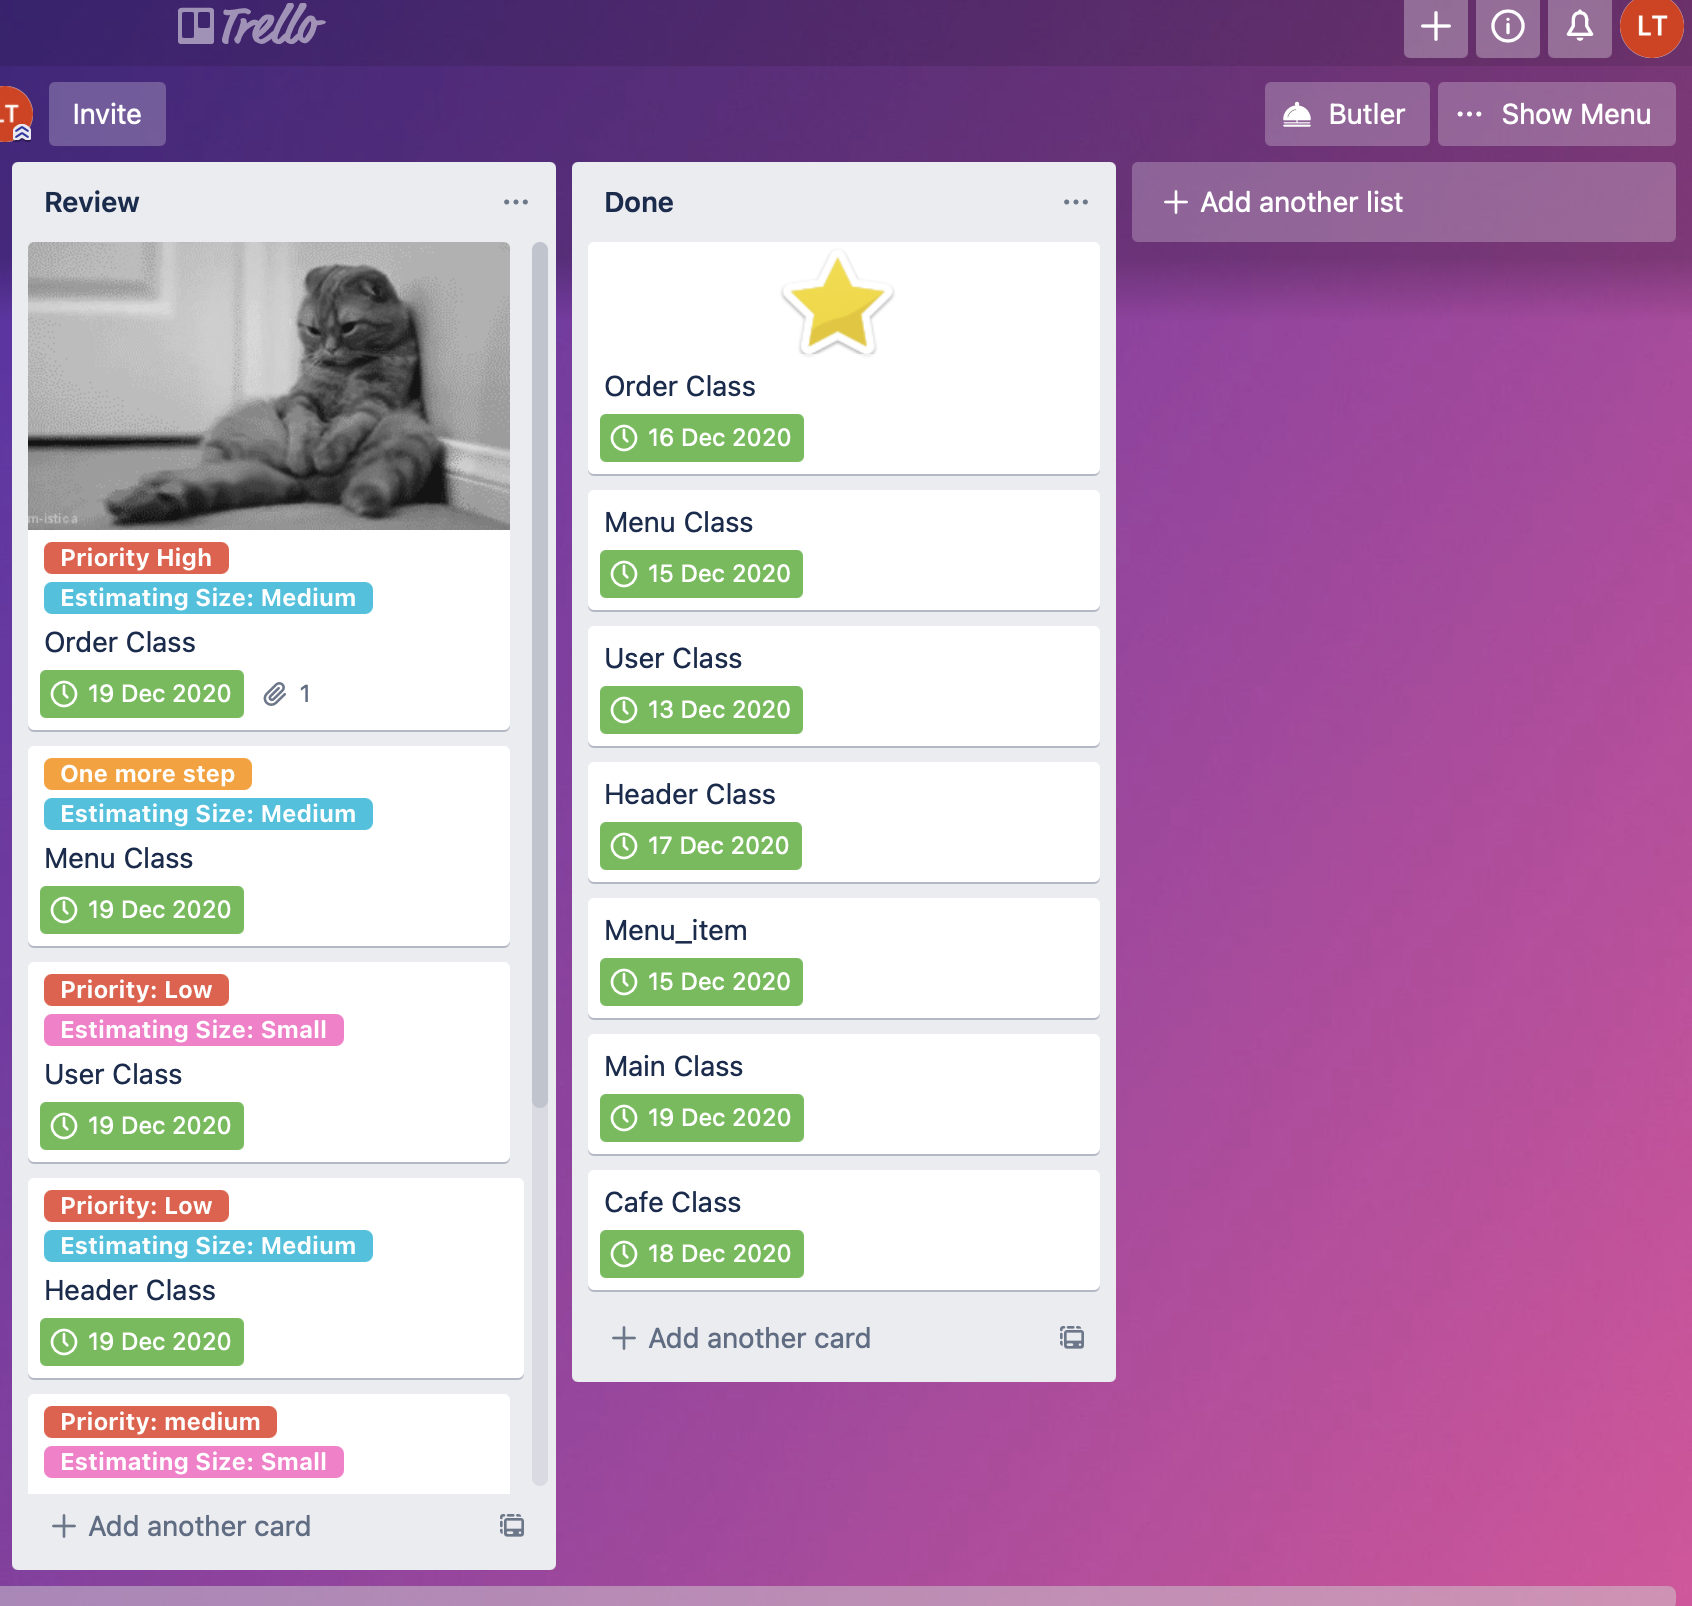 Trello
LT
LT
Invite
Butler
Show Menu
Review
m-istica
Priority High
Estimating Size: Medium
Order Class
19 Dec 2020
1
One more step
Estimating Size: Medium
Menu Class
19 Dec 2020
Priority: Low
Estimating Size: Small
User Class
19 Dec 2020
Priority: Low
Estimating Size: Medium
Header Class
19 Dec 2020
Priority: medium
Estimating Size: Small
Add another card
Done
Order Class
16 Dec 2020
Menu Class
15 Dec 2020
User Class
13 Dec 2020
Header Class
17 Dec 2020
Menu_item
15 Dec 2020
Main Class
19 Dec 2020
Cafe Class
18 Dec 2020
Add another card
Add another list